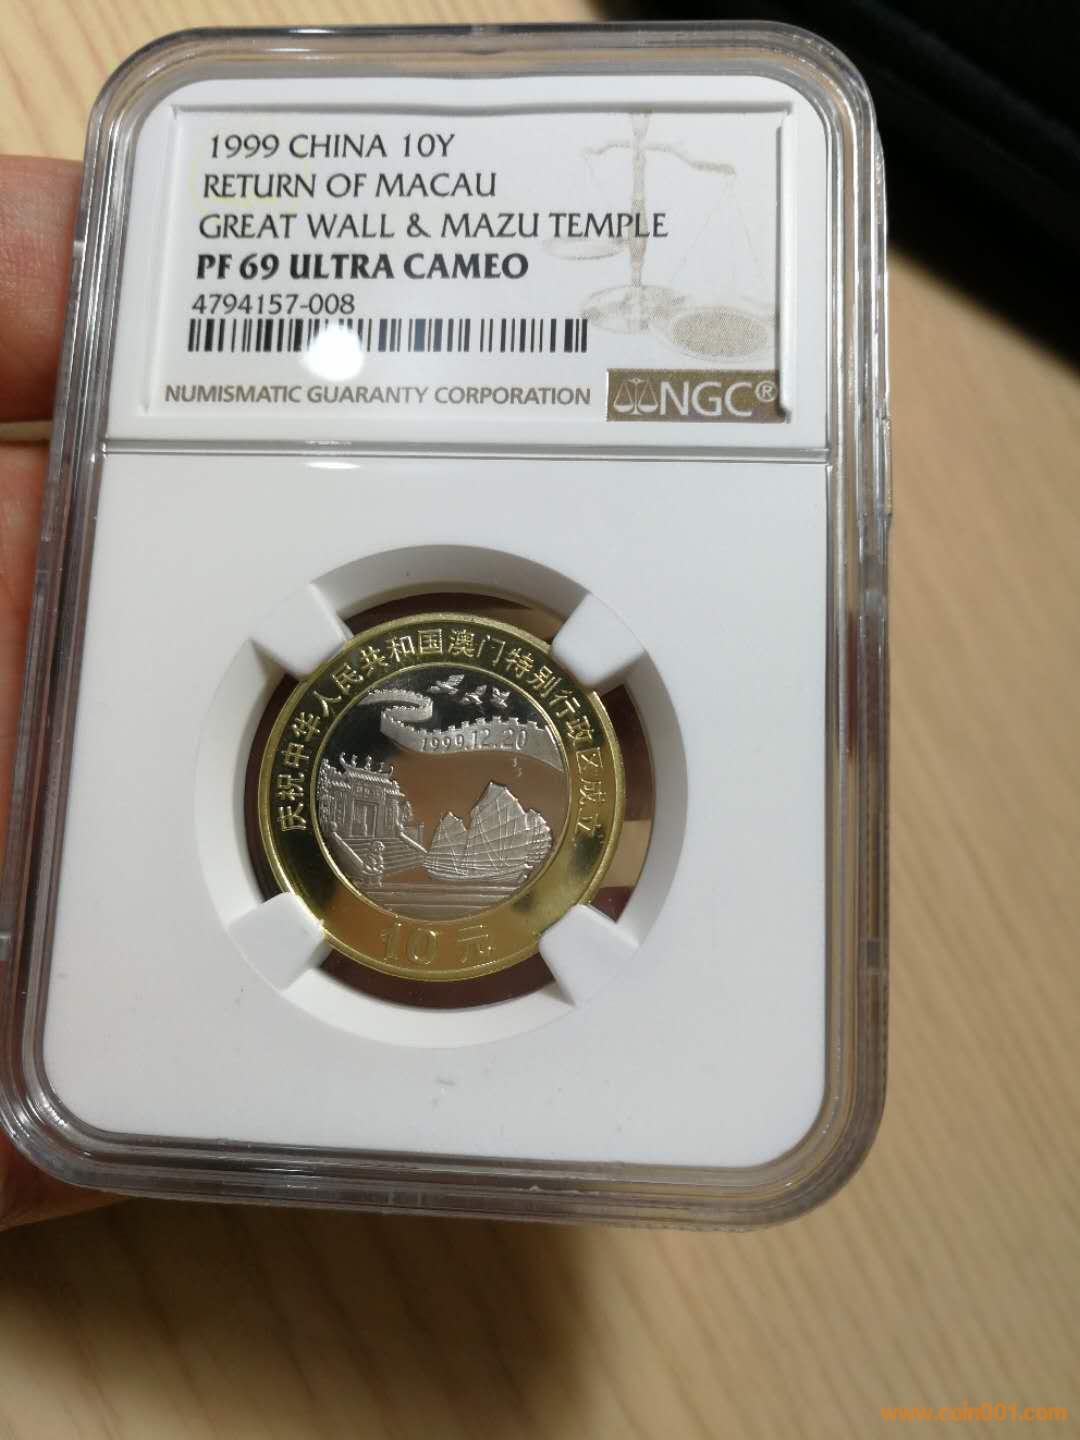 1999 CHINA 10Y
RETURN OF MACAU
GREAT WALL & MAZU TEMPLE
PF 69 ULTRA CAMEO
4794157-008
NUMISMATIC GUARANTY CORPORATION
NGC®
庆祝中华人民共和国澳门特别行政区成立
1999.12.20
10元
www.coin001.com